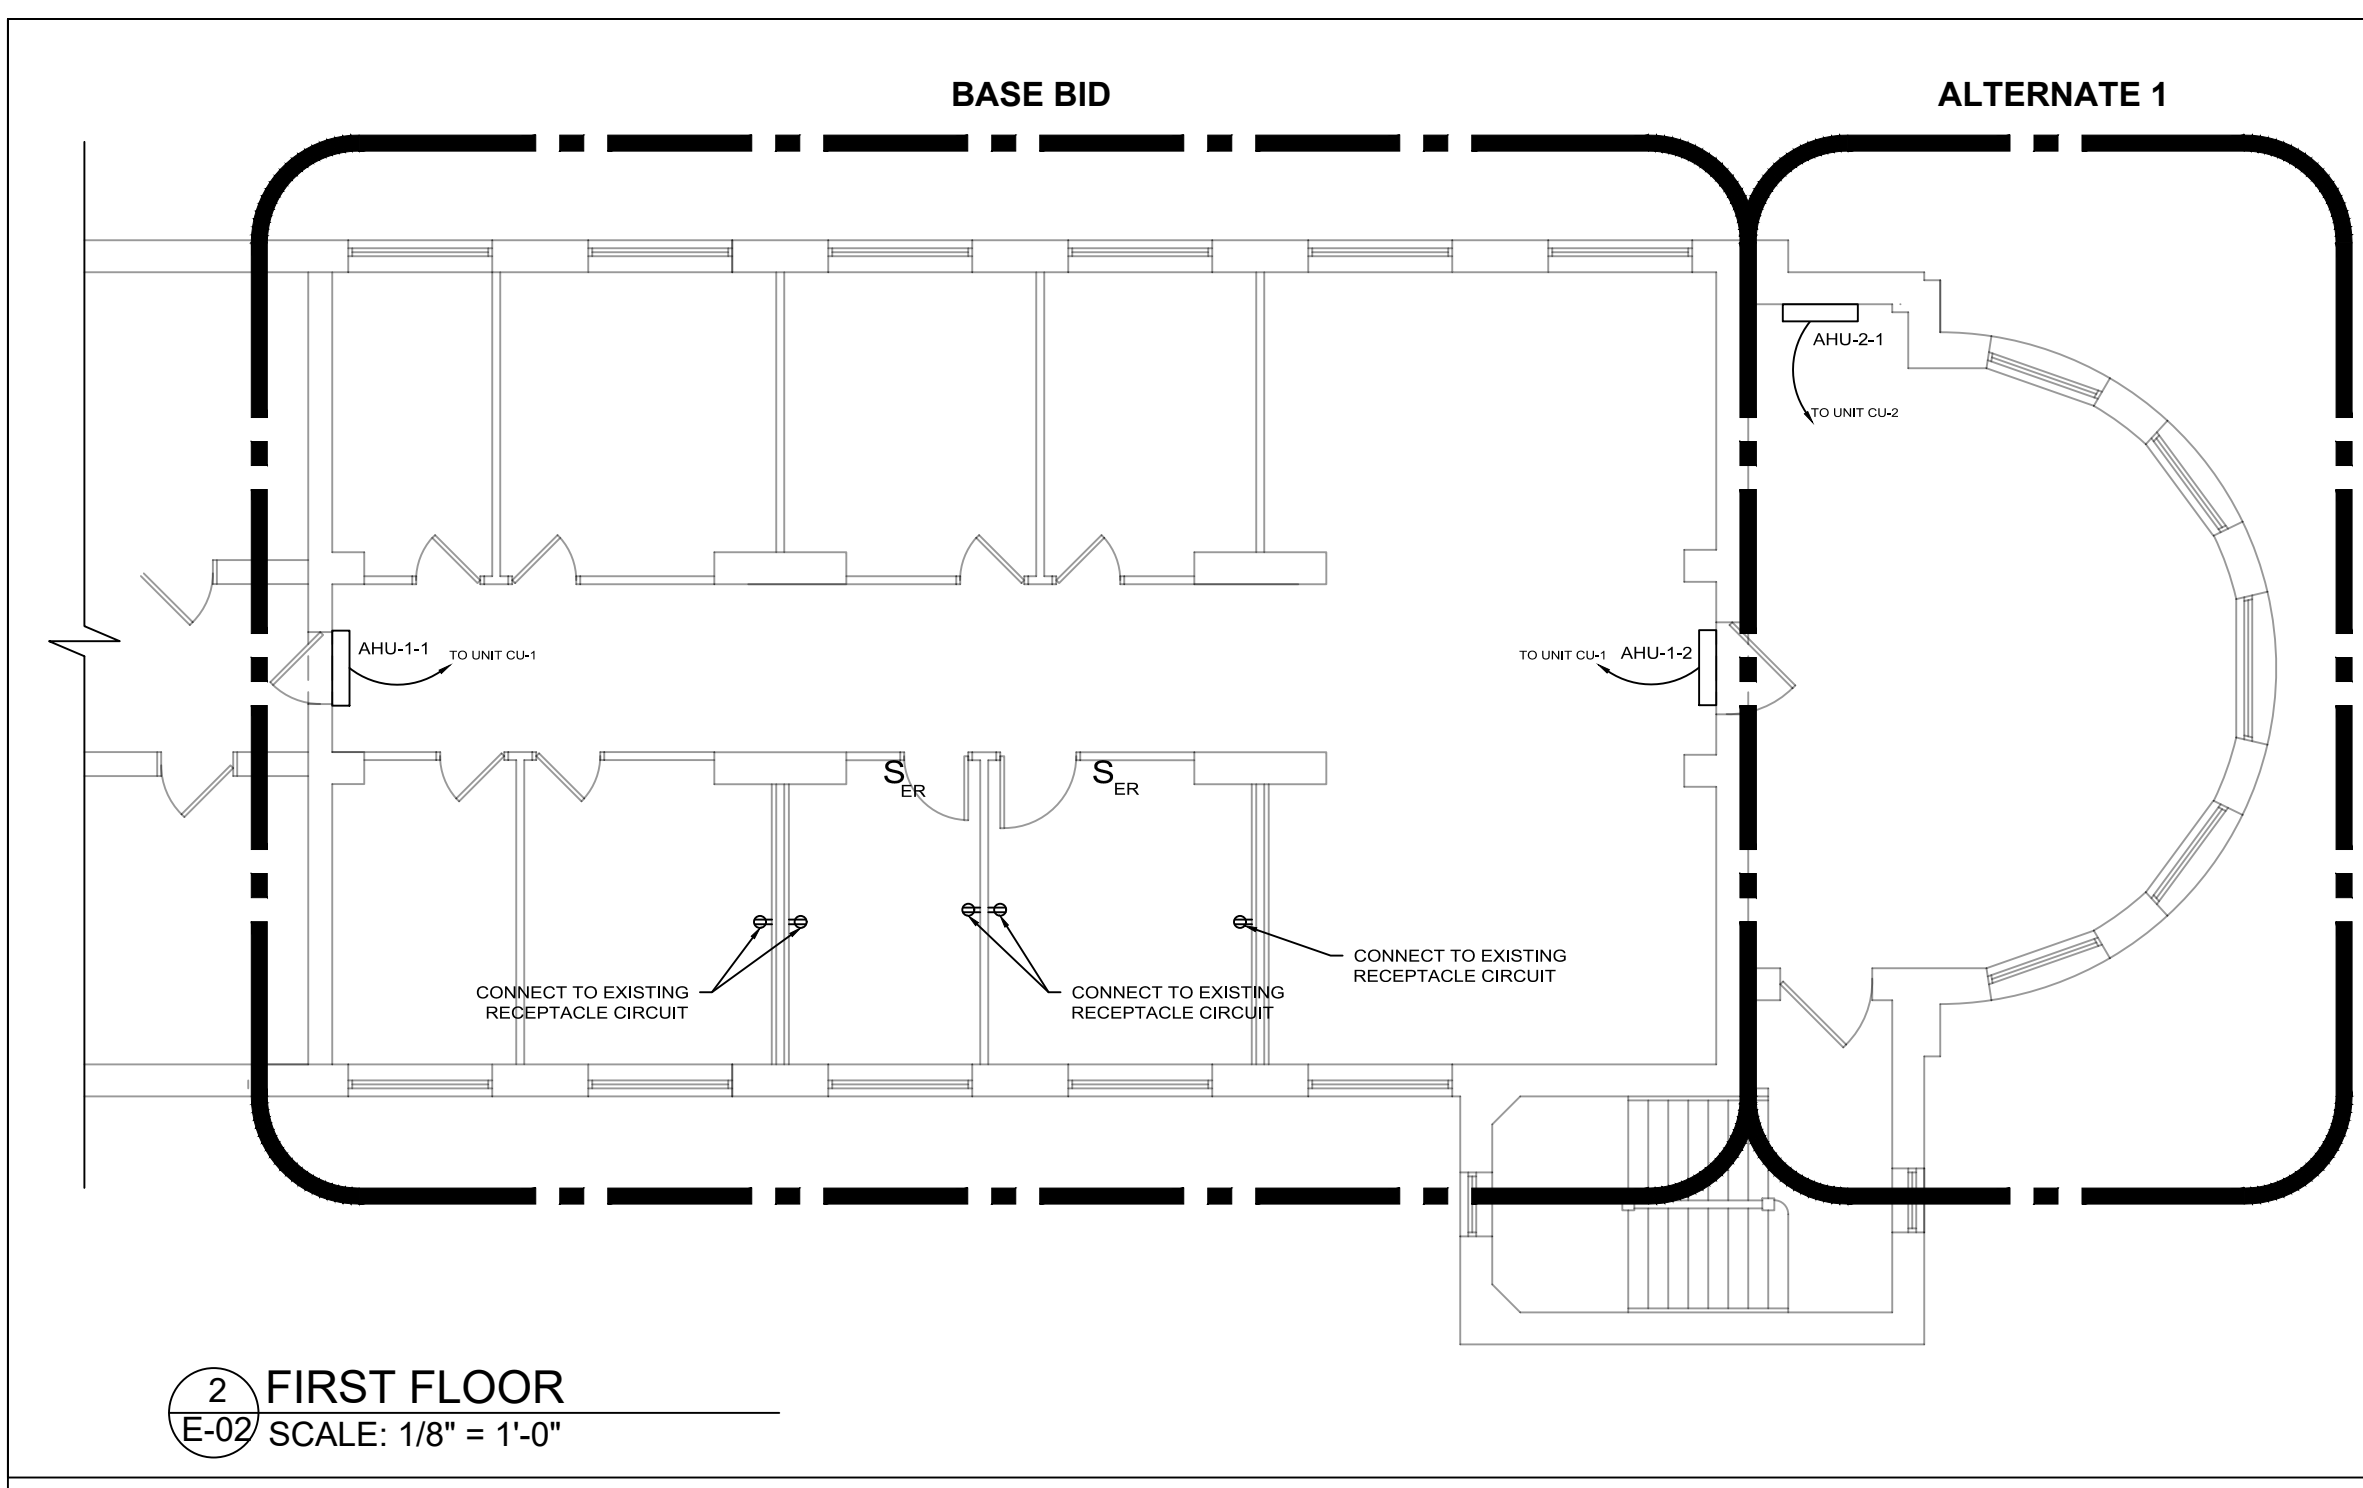 BASE BID
ALTERNATE 1
AHU-2-1
TO UNIT CU-2
AHU-1-1
TO UNIT CU-1
TO UNIT CU-1
AHU-1-2
S
ER
S
ER
CONNECT TO EXISTING
RECEPTACLE CIRCUIT
CONNECT TO EXISTING
RECEPTACLE CIRCUIT
CONNECT TO EXISTING
RECEPTACLE CIRCUIT
2
FIRST FLOOR
E-02
SCALE: 1/8" = 1'-0"